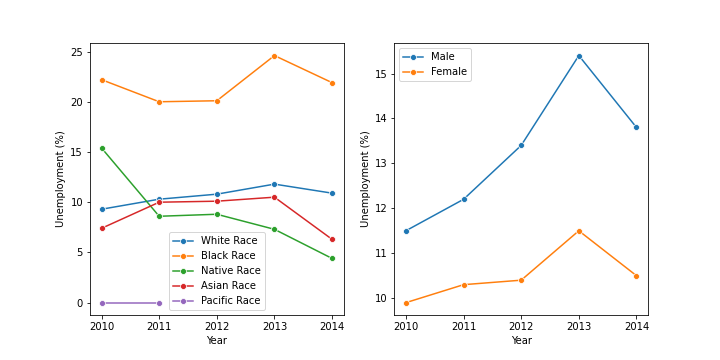 25
20
15
10
5
0
Unemployment (%)
2010 2011 2012 2013 2014
Year
White Race
Black Race
Native Race
Asian Race
Pacific Race
15
14
13
12
11
10
Unemployment (%)
2010 2011 2012 2013 2014
Year
Male
Female